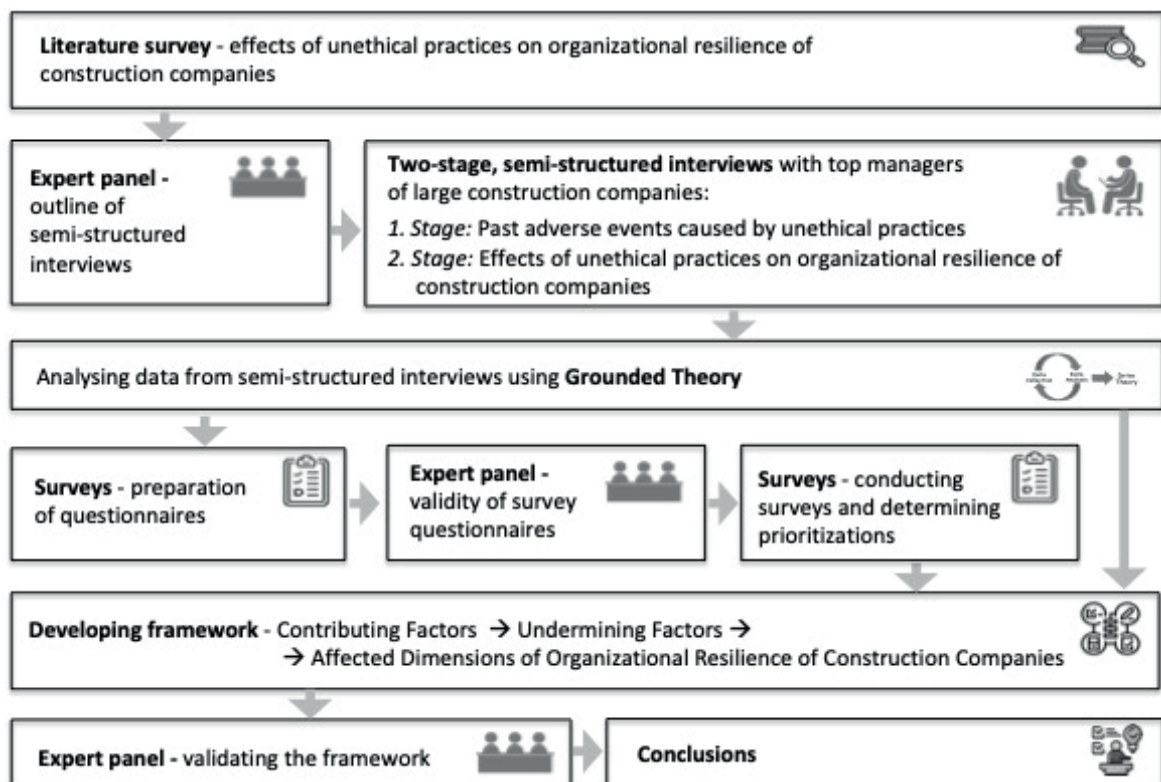 Literature survey - effects of unethical practices on organizational resilience of
construction companies
Expert panel -
outline of
semi-structured
interviews
Two-stage, semi-structured interviews with top managers
of large construction companies:
1. Stage: Past adverse events caused by unethical practices
2. Stage: Effects of unethical practices on organizational resilience of
construction companies
Analysing data from semi-structured interviews using Grounded Theory
Surveys - preparation
of questionnaires
Expert panel -
validity of survey
questionnaires
Surveys - conducting
surveys and determining
prioritizations
Developing framework - Contributing Factors → Undermining Factors →
→ Affected Dimensions of Organizational Resilience of Construction Companies
Expert panel - validating the framework
Conclusions